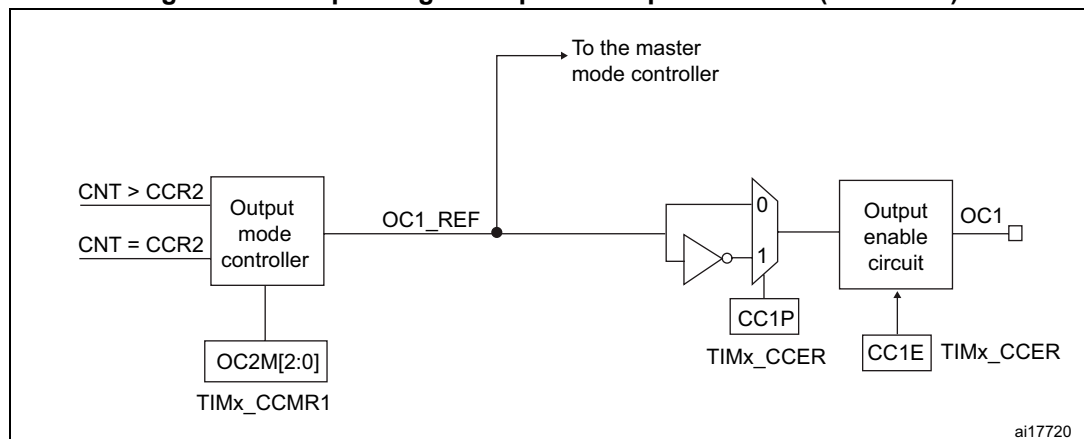 To the master
mode controller
CNT > CCR2
CNT = CCR2
Output
mode
controller
OC1_REF
0
1
Output
enable
circuit
OC1
CC1P
TIMx_CCER
CC1E
TIMx_CCER
OC2M[2:0]
TIMx_CCMR1
ai17720